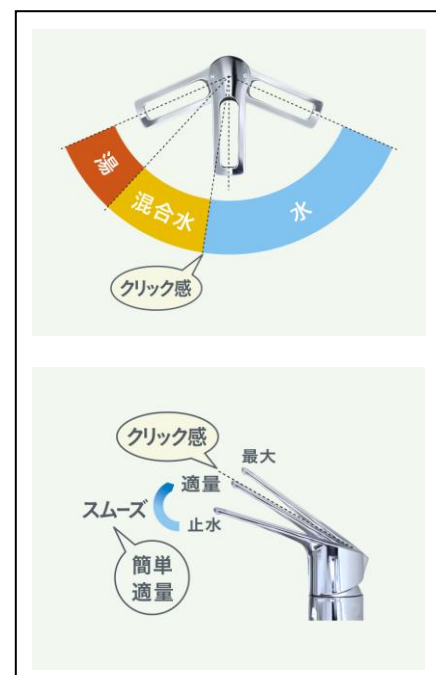 湯
混合水
水
クリック感
クリック感
最大
適量
スムーズ
止水
簡単
適量